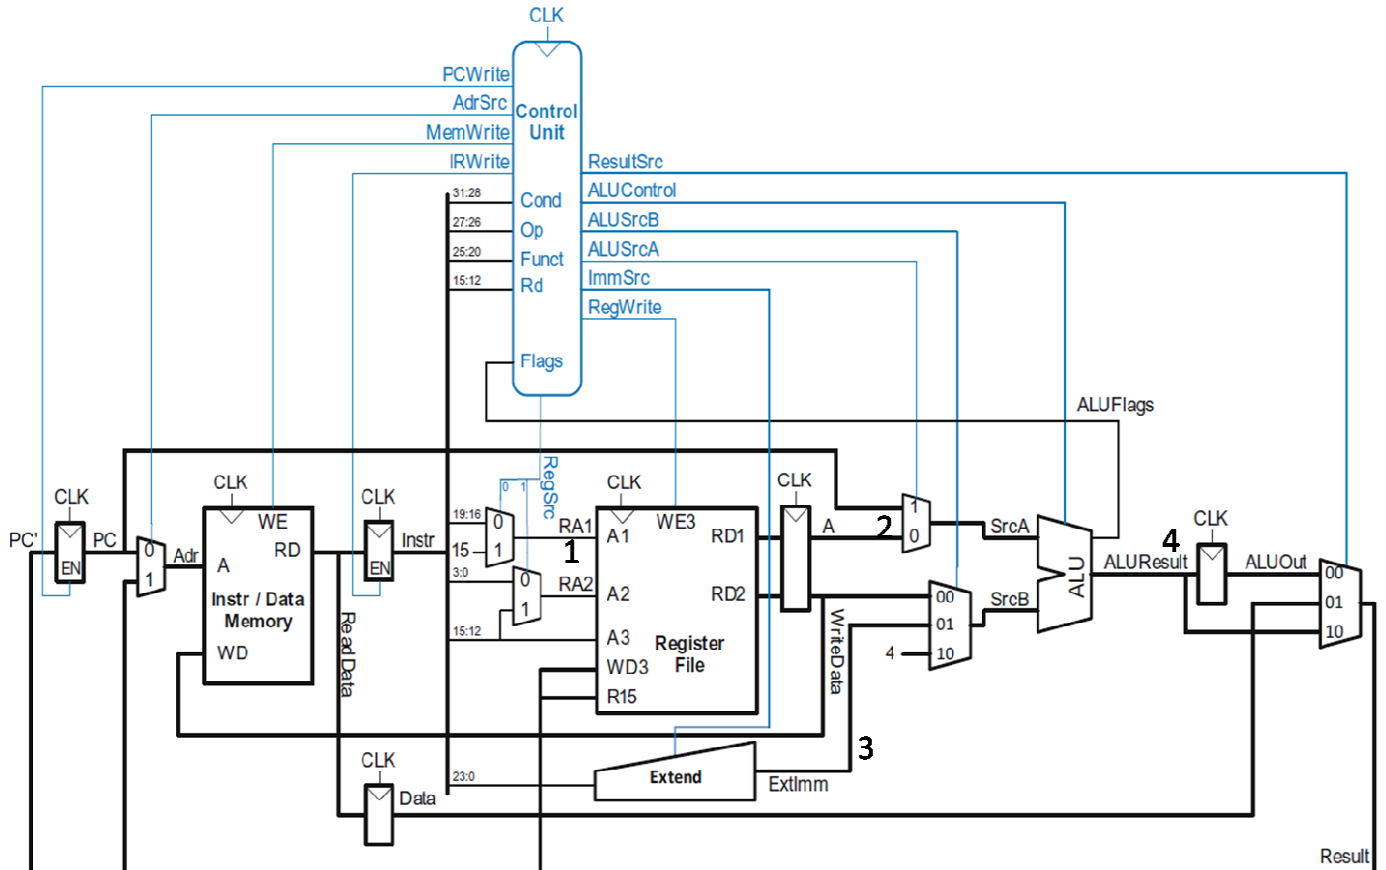 CLK
PCWrite
AdrSrc
Control
Unit
MemWrite
IRWrite
ResultSrc
31:28
Cond
ALUControl
27:26
Op
ALUSrcB
25:20
Funct
ALUSrcA
15:12
Rd
ImmSrc
RegWrite
Flags
ALUFlags
RegSrc
0 1
CLK
CLK
CLK
CLK
CLK
CLK
PC'
PC
EN
0
1
Adr
A
WE
RD
Instr / Data
Memory
WD
EN
Instr
ReadData
19:16
15
0
1
RA1
1
3:0
0
1
RA2
15:12
A1
WE3
RD1
A2
RD2
A3
Register
File
WD3
R15
A
2
1
0
SrcA
WriteData
00
01
4
10
SrcB
ALU
4
ALUResult
ALUOut
00
01
10
3
CLK
Data
23:0
Extend
ExtImm
Result